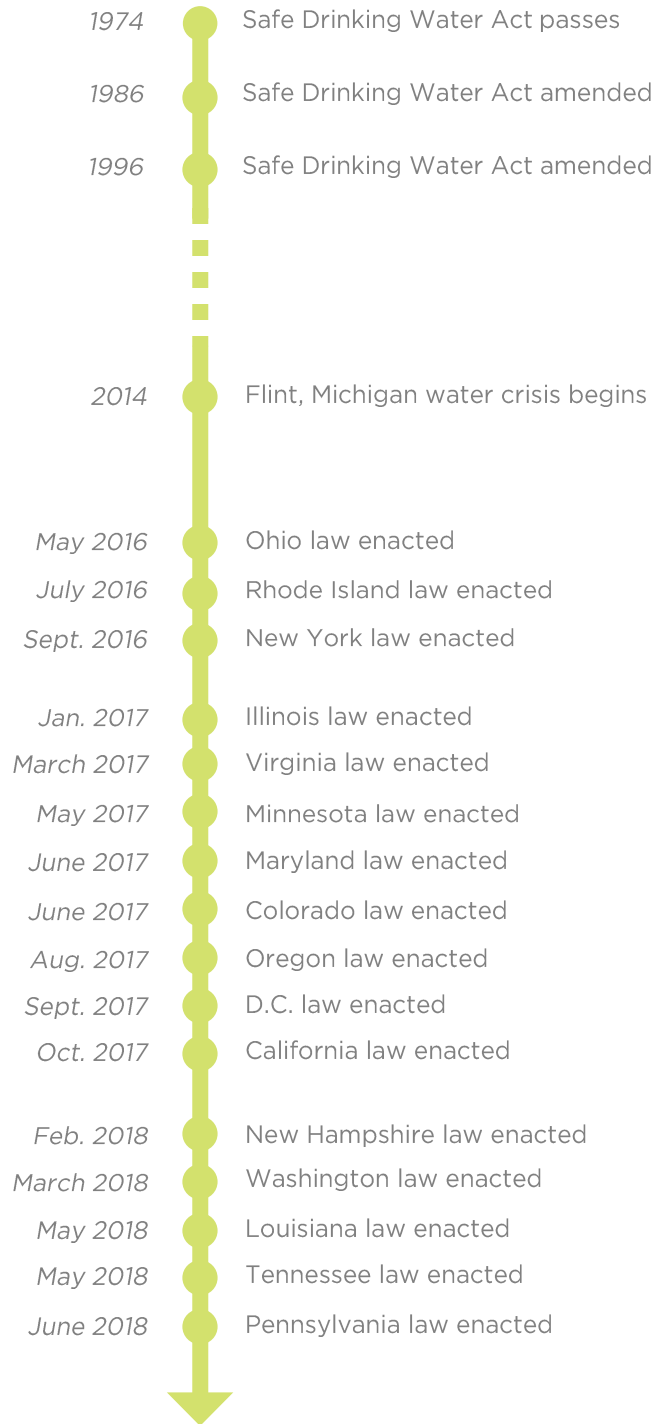 1974 Safe Drinking Water Act passes
1986 Safe Drinking Water Act amended
1996 Safe Drinking Water Act amended
2014 Flint, Michigan water crisis begins
May 2016 Ohio law enacted
July 2016 Rhode Island law enacted
Sept. 2016 New York law enacted
Jan. 2017 Illinois law enacted
March 2017 Virginia law enacted
May 2017 Minnesota law enacted
June 2017 Maryland law enacted
June 2017 Colorado law enacted
Aug. 2017 Oregon law enacted
Sept. 2017 D.C. law enacted
Oct. 2017 California law enacted
Feb. 2018 New Hampshire law enacted
March 2018 Washington law enacted
May 2018 Louisiana law enacted
May 2018 Tennessee law enacted
June 2018 Pennsylvania law enacted